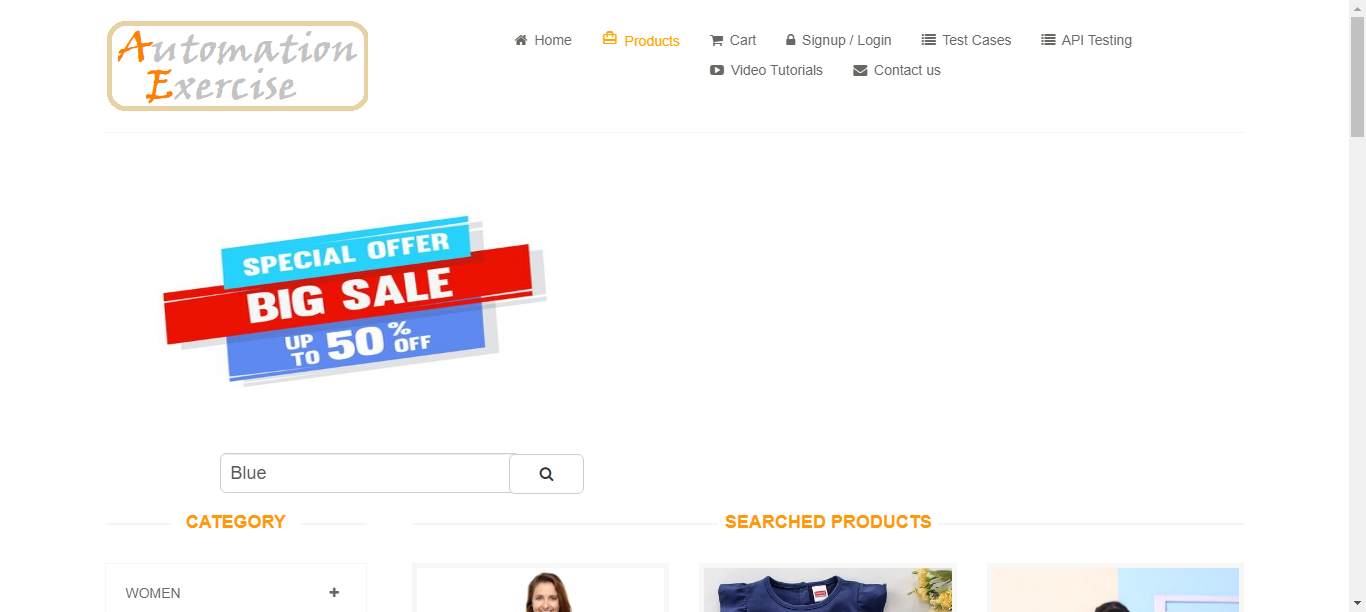 Automation
Exercise
Home Products Cart Signup / Login Test Cases API Testing
Video Tutorials Contact us
SPECIAL OFFER
BIG SALE
UP TO 50% OFF
Blue
CATEGORY
SEARCHED PRODUCTS
WOMEN +